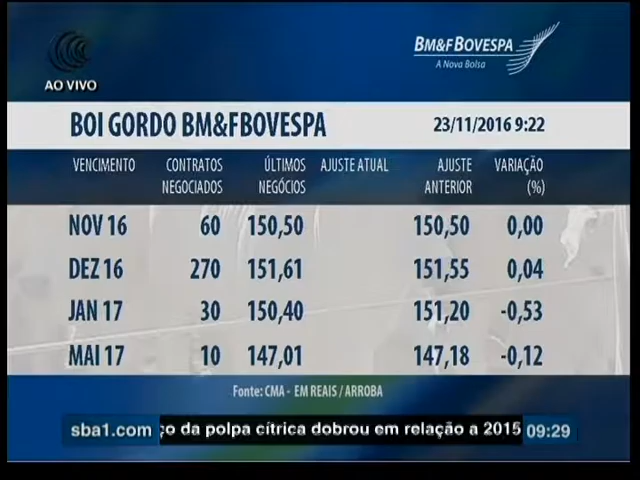 AO VIVO
BM&FBOVESPA
A Nova Bolsa
BOI GORDO BM&FBOVESPA 23/11/2016 9:22
VENCIMENTO CONTRATOS NEGOCIADOS ÚLTIMOS NEGÓCIOS AJUSTE ATUAL AJUSTE ANTERIOR VARIAÇÃO (%)
NOV 16 60 150,50 150,50 0,00
DEZ 16 270 151,61 151,55 0,04
JAN 17 30 150,40 151,20 -0,53
MAI 17 10 147,01 147,18 -0,12
Fonte: CMA - EM REAIS / ARROBA
sba1.com ço da polpa cítrica dobrou em relação a 2015 09:29